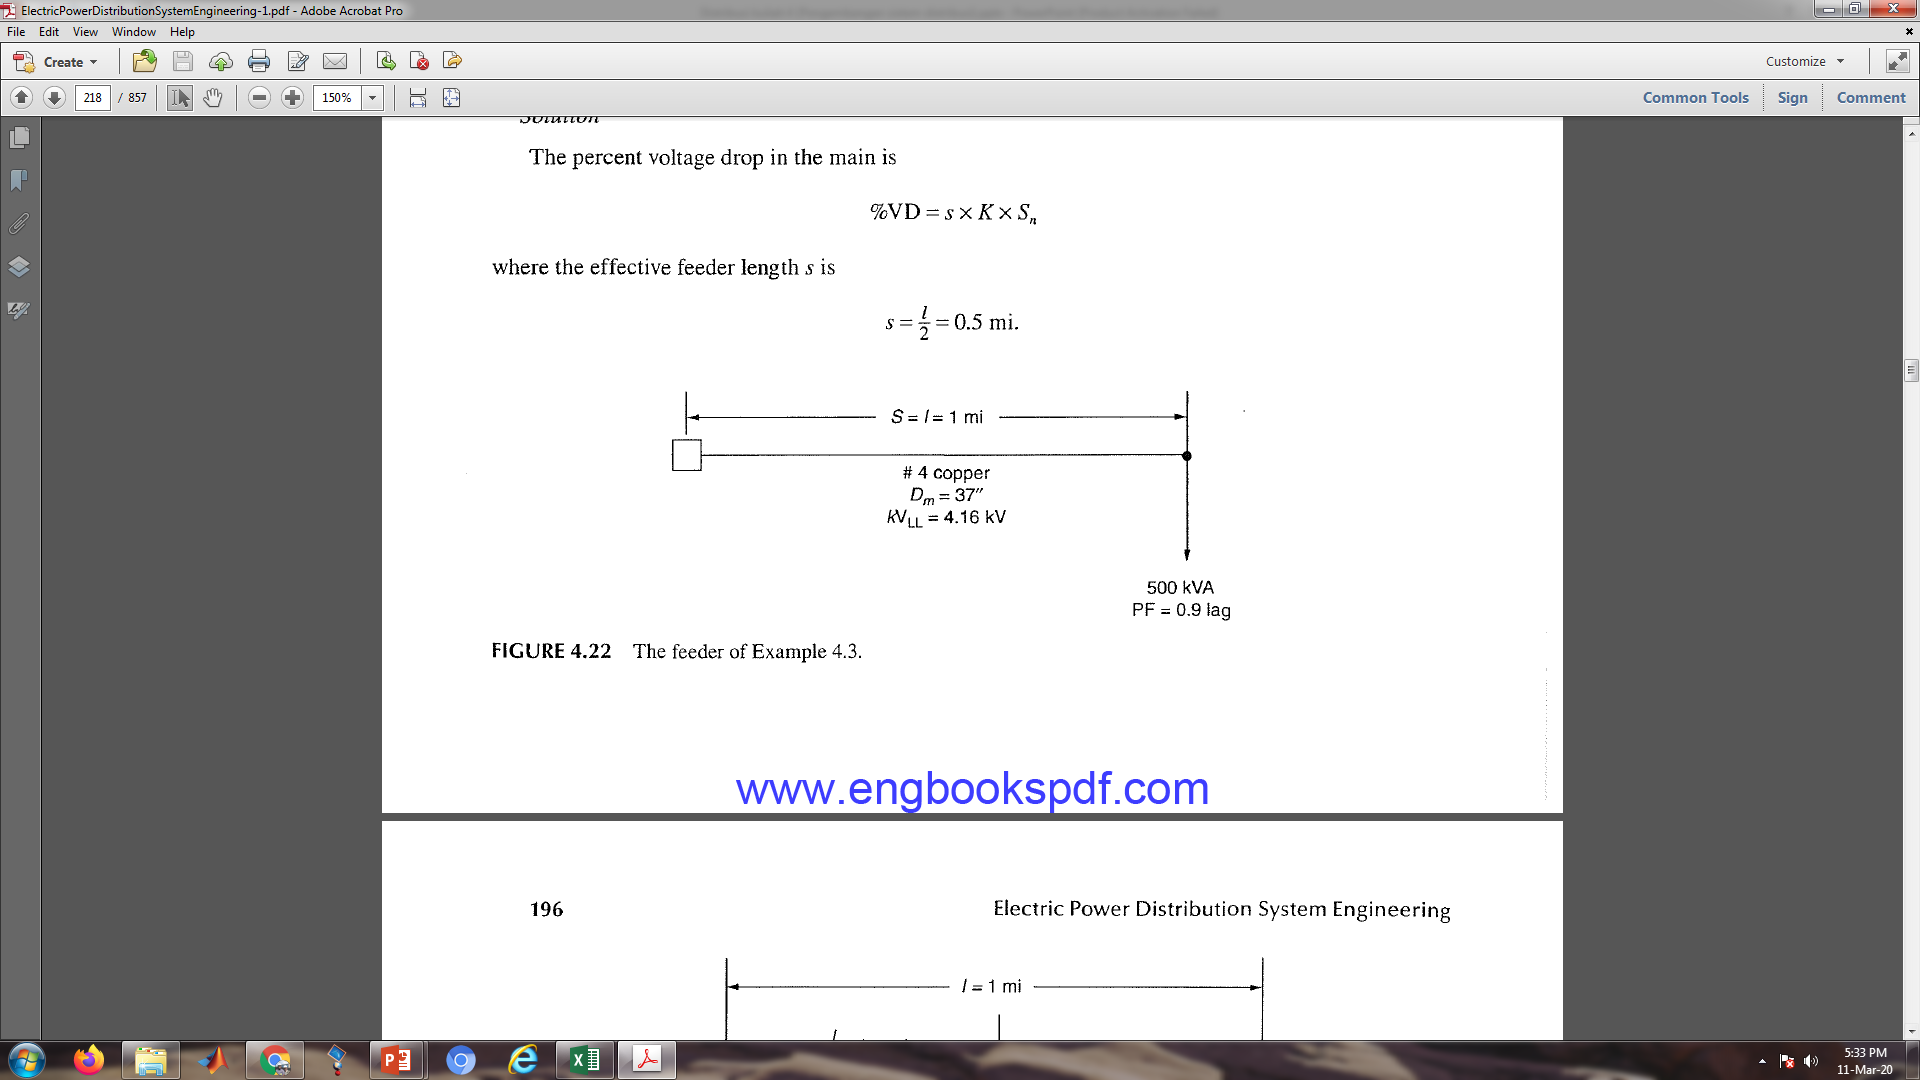 ElectricPowerDistributionSystemEngineering-1.pdf - Adobe Acrobat Pro
File Edit View Window Help
Create
Customize
218 / 857
150%
Common Tools
Sign
Comment
Solution
The percent voltage drop in the main is
%VD = s × K × Sn
where the effective feeder length s is
s = l/2 = 0.5 mi.
S = l = 1 mi
# 4 copper
Dm = 37″
kVLL = 4.16 kV
500 kVA
PF = 0.9 lag
FIGURE 4.22 The feeder of Example 4.3.
www.engbookspdf.com
196 Electric Power Distribution System Engineering
l = 1 mi
5:33 PM
11-Mar-20